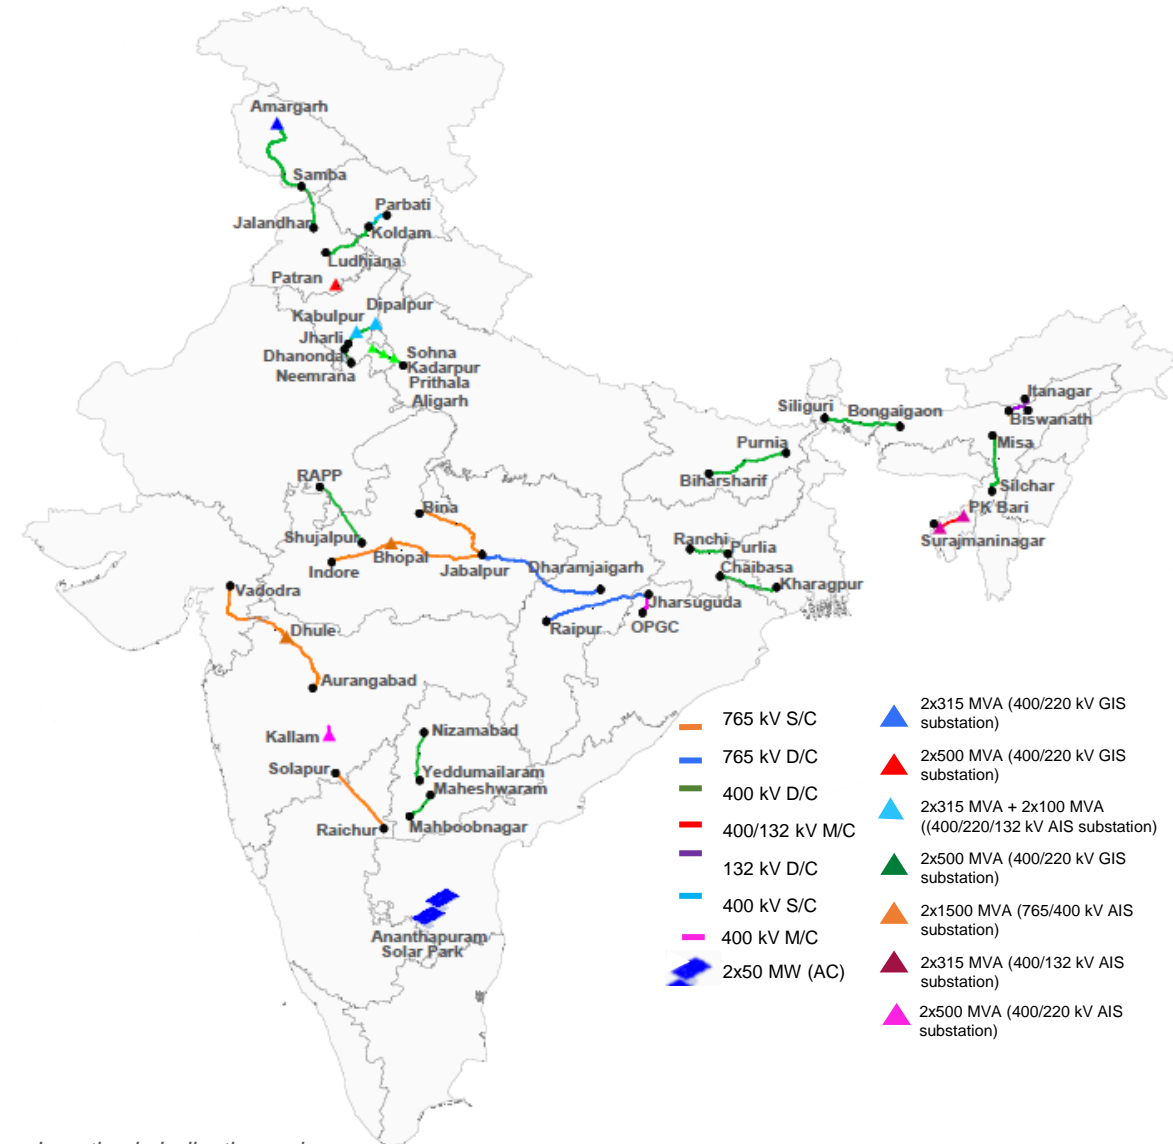 Amargarh
Samba
Parbati
Jalandhar
Koldam
Ludhiana
Patran
Dipalpur
Kabulpur
Jharli
Sohna
Dhanonda
Kadarpur
Neemrana
Prithala
Aligarh
Itanagar
Siliguri
Bongaigaon
Biswanath
Purnia
Misa
RAPP
Biharsharif
Silchar
Bina
PK Bari
Shujalpur
Ranchi
Surajmaninagar
Bhopal
Purlia
Indore
Jabalpur
Dharamjaigarh
Chaibasa
Vadodra
Kharagpur
Jharsuguda
Dhule
Raipur
OPGC
Aurangabad
Kallam
Nizamabad
Solapur
Yeddumailaram
Maheshwaram
Raichur
Mahboobnagar
Ananthapuram
Solar Park
765 kV S/C
765 kV D/C
400 kV D/C
400/132 kV M/C
132 kV D/C
400 kV S/C
400 kV M/C
2x50 MW (AC)
2x315 MVA (400/220 kV GIS
substation)
2x500 MVA (400/220 kV GIS
substation)
2x315 MVA + 2x100 MVA
((400/220/132 kV AIS substation)
2x500 MVA (400/220 kV GIS
substation)
2x1500 MVA (765/400 kV AIS
substation)
2x315 MVA (400/132 kV AIS
substation)
2x500 MVA (400/220 kV AIS
substation)